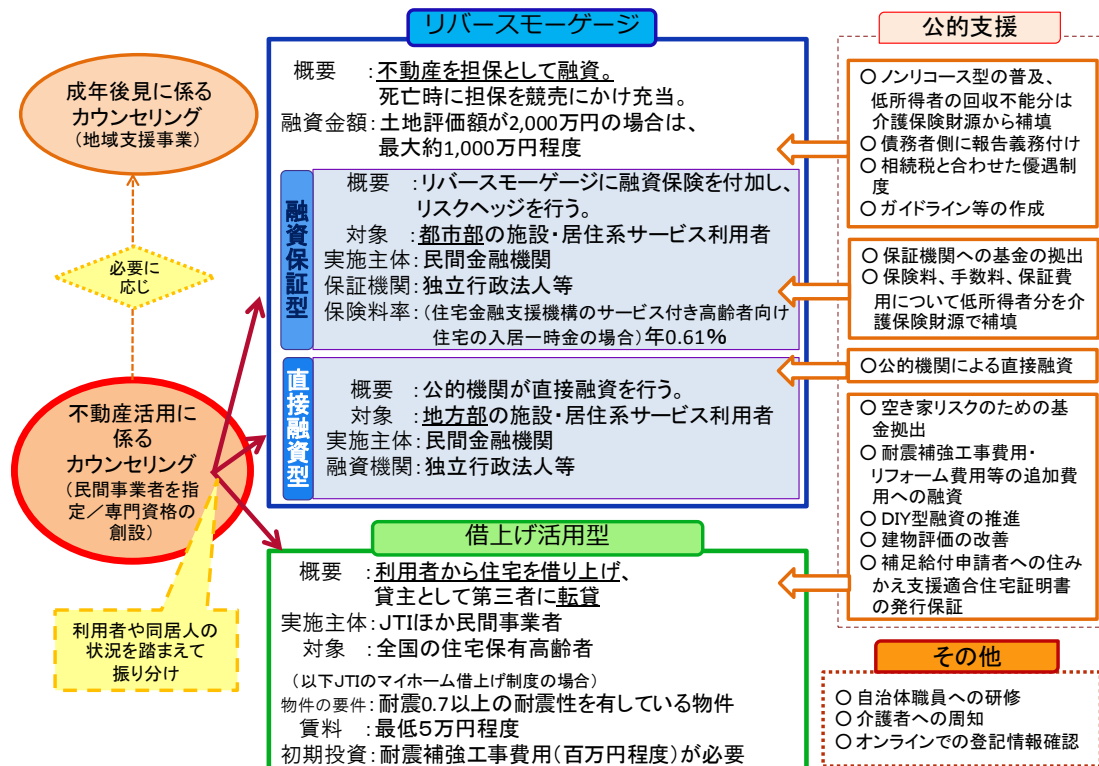 リバースモーゲージ
概要　：不動産を担保として融資。
死亡時に担保を競売にかけ充当。
融資金額：土地評価額が2,000万円の場合は、
最大約1,000万円程度
融資保証型
概要　：リバースモーゲージに融資保険を付加し、
リスクヘッジを行う。
対象　：都市部の施設・居住系サービス利用者
実施主体：民間金融機関
保証機関：独立行政法人等
保険料率：（住宅金融支援機構のサービス付き高齢者向け
住宅の入居一時金の場合）年0.61％
直接融資型
概要　：公的機関が直接融資を行う。
対象　：地方部の施設・居住系サービス利用者
実施主体：民間金融機関
融資機関：独立行政法人等
借上げ活用型
概要　：利用者から住宅を借り上げ、
貸主として第三者に転貸
実施主体：JTIほか民間事業者
対象　：全国の住宅保有高齢者
（以下JTIのマイホーム借上げ制度の場合）
物件の要件：耐震0.7以上の耐震性を有している物件
賃料　：最低5万円程度
初期投資：耐震補強工事費用（百万円程度）が必要
成年後見に係る
カウンセリング
（地域支援事業）
必要に
応じ
不動産活用に
係る
カウンセリング
（民間事業者を指
定／専門資格の
創設）
利用者や同居人の
状況を踏まえて
振り分け
公的支援
○ ノンリコース型の普及、
低所得者の回収不能分は
介護保険財源から補填
○ 債務者側に報告義務付け
○ 相続税と合わせた優遇制
度
○ ガイドライン等の作成
○ 保証機関への基金の拠出
○ 保険料、手数料、保証費
用について低所得者分を介
護保険財源で補填
○公的機関による直接融資
○ 空き家リスクのための基
金拠出
○ 耐震補強工事費用・
リフォーム費用等の追加費
用への融資
○ DIY型融資の推進
○ 建物評価の改善
○ 補足給付申請者への住み
かえ支援適合住宅証明書
の発行保証
その他
○ 自治体職員への研修
○ 介護者への周知
○ オンラインでの登記情報確認